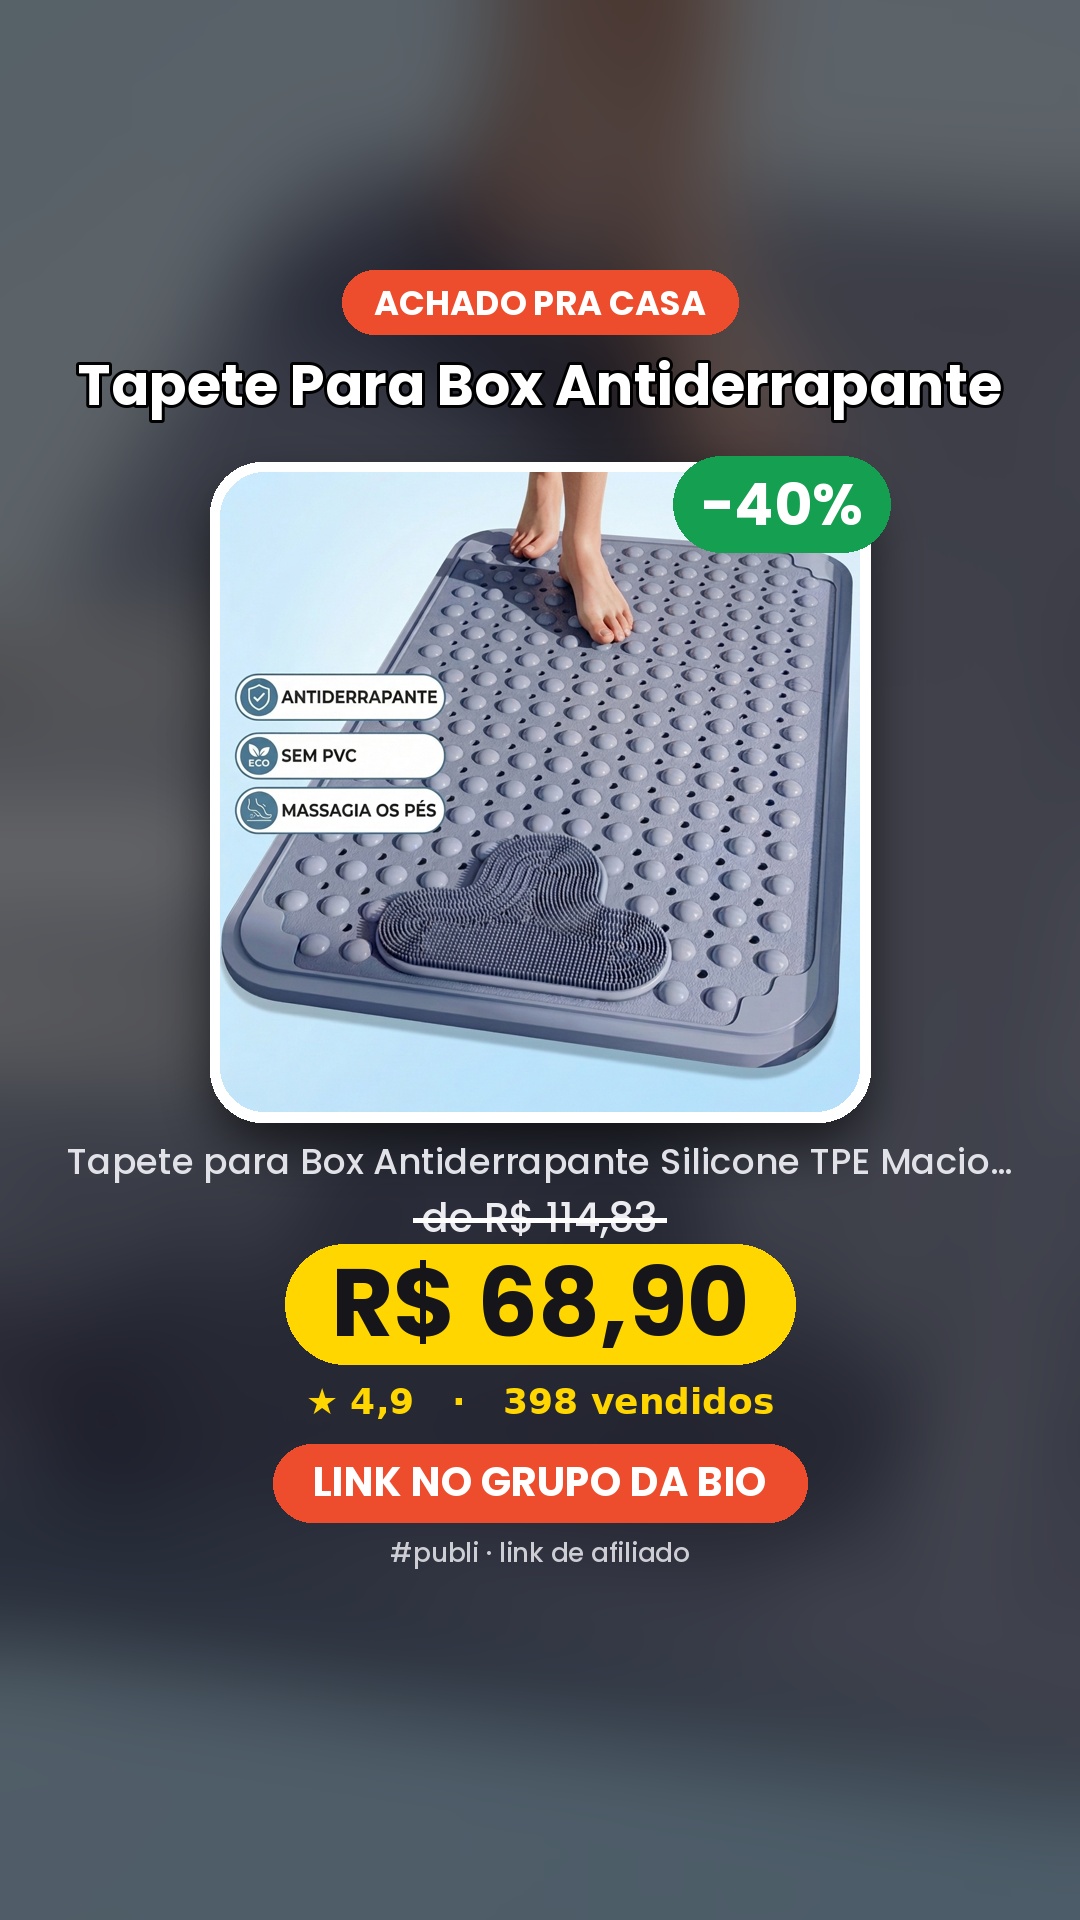 ACHADO PRA CASA
Tapete Para Box Antiderrapante
-40%
ANTIDERRAPANTE
ECO
SEM PVC
MASSAGIA OS PÉS
Tapete para Box Antiderrapante Silicone TPE Macio...
de R$ 114,83
R$ 68,90
★ 4,9 · 398 vendidos
LINK NO GRUPO DA BIO
#publi · link de afiliado